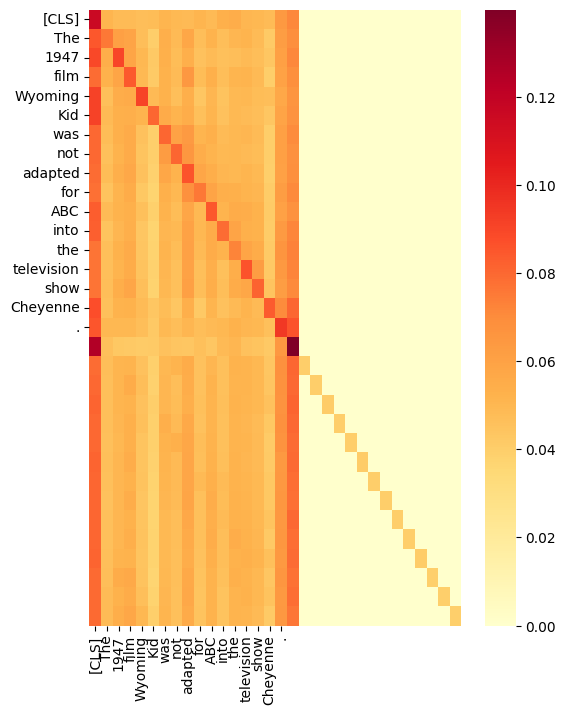 [CLS]
The
1947
film
Wyoming
Kid
was
not
adapted
for
ABC
into
the
television
show
Cheyenne
.
[CLS]
The
1947
film
Wyoming
Kid
was
not
adapted
for
ABC
into
the
television
show
Cheyenne
.
0.12
0.10
0.08
0.06
0.04
0.02
0.00